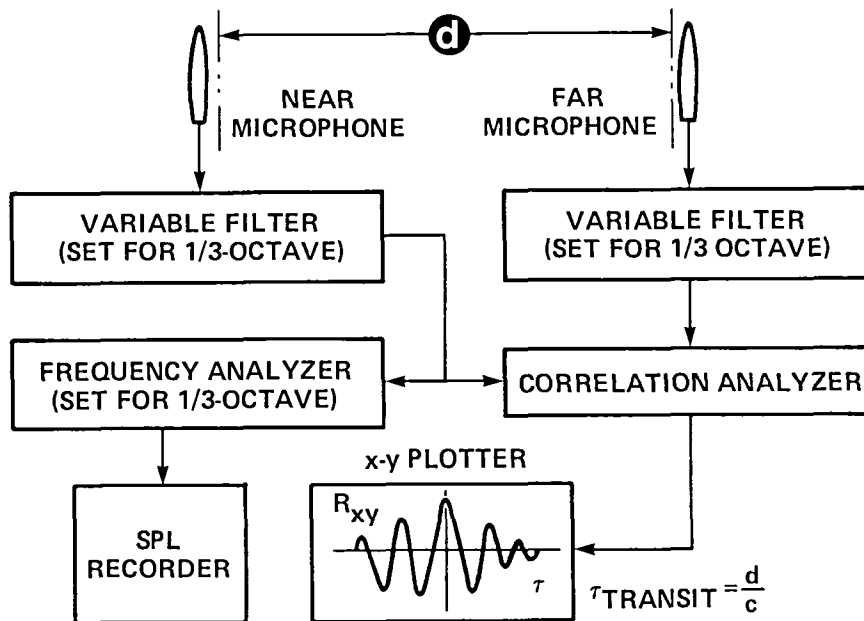 d
NEAR
MICROPHONE
FAR
MICROPHONE
VARIABLE FILTER
(SET FOR 1/3-OCTAVE)
VARIABLE FILTER
(SET FOR 1/3 OCTAVE)
FREQUENCY ANALYZER
(SET FOR 1/3-OCTAVE)
CORRELATION ANALYZER
x-y PLOTTER
SPL
RECORDER
Rxy
τ
τTRANSIT = d/c